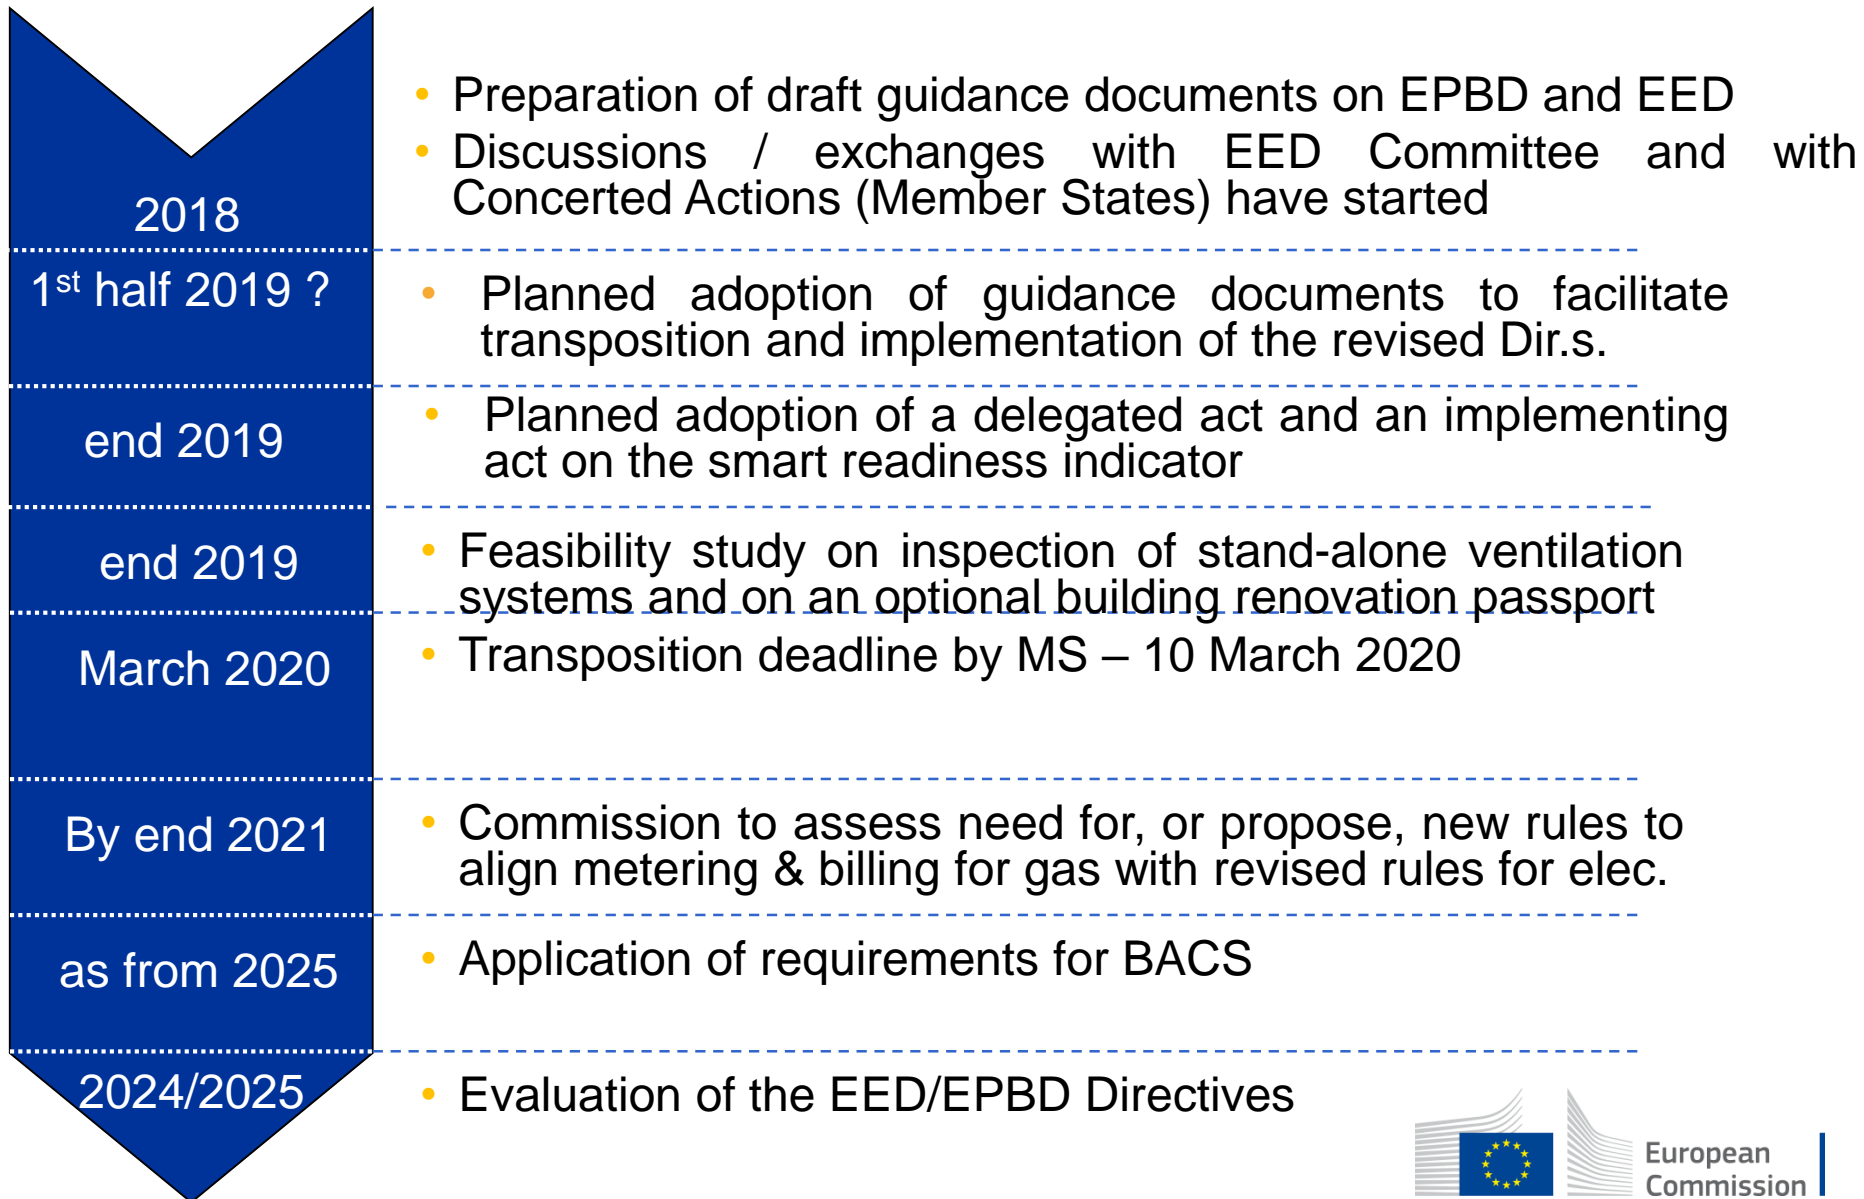 2018
• Preparation of draft guidance documents on EPBD and EED
• Discussions / exchanges with EED Committee and with
Concerted Actions (Member States) have started
1st half 2019 ?
• Planned adoption of guidance documents to facilitate
transposition and implementation of the revised Dir.s.
end 2019
• Planned adoption of a delegated act and an implementing
act on the smart readiness indicator
end 2019
• Feasibility study on inspection of stand-alone ventilation
systems and on an optional building renovation passport
March 2020
• Transposition deadline by MS – 10 March 2020
By end 2021
• Commission to assess need for, or propose, new rules to
align metering & billing for gas with revised rules for elec.
as from 2025
• Application of requirements for BACS
2024/2025
• Evaluation of the EED/EPBD Directives
European
Commission